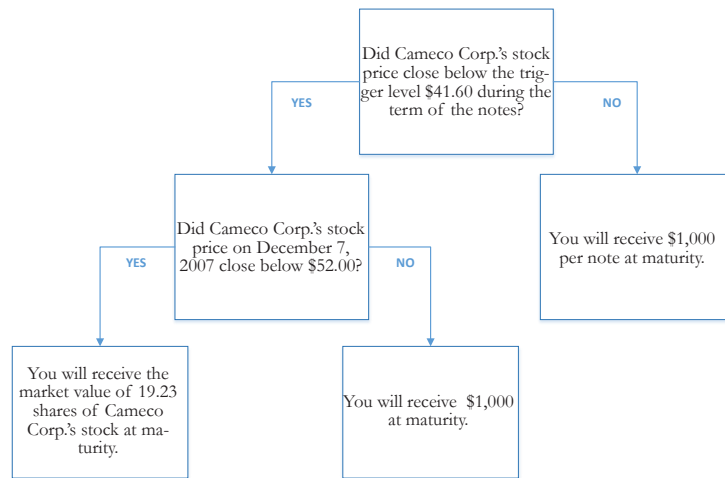 Did Cameco Corp.'s stock
price close below the trig-
ger level $41.60 during the
term of the notes?
YES
NO
Did Cameco Corp.'s stock
price on December 7,
2007 close below $52.00?
You will receive $1,000
per note at maturity.
YES
NO
You will receive the
market value of 19.23
shares of Cameco
Corp.'s stock at ma-
turity.
You will receive $1,000
at maturity.